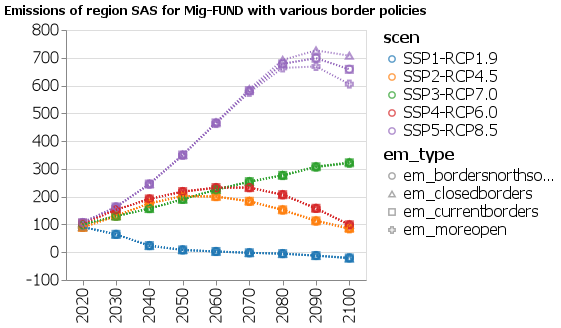 Emissions of region SAS for Mig-FUND with various border policies
800
700
600
500
400
300
200
100
0
-100
2020
2030
2040
2050
2060
2070
2080
2090
2100
scen
SSP1-RCP1.9
SSP2-RCP4.5
SSP3-RCP7.0
SSP4-RCP6.0
SSP5-RCP8.5
em_type
em_bordersnorthso...
em_closedborders
em_currentborders
em_moreopen